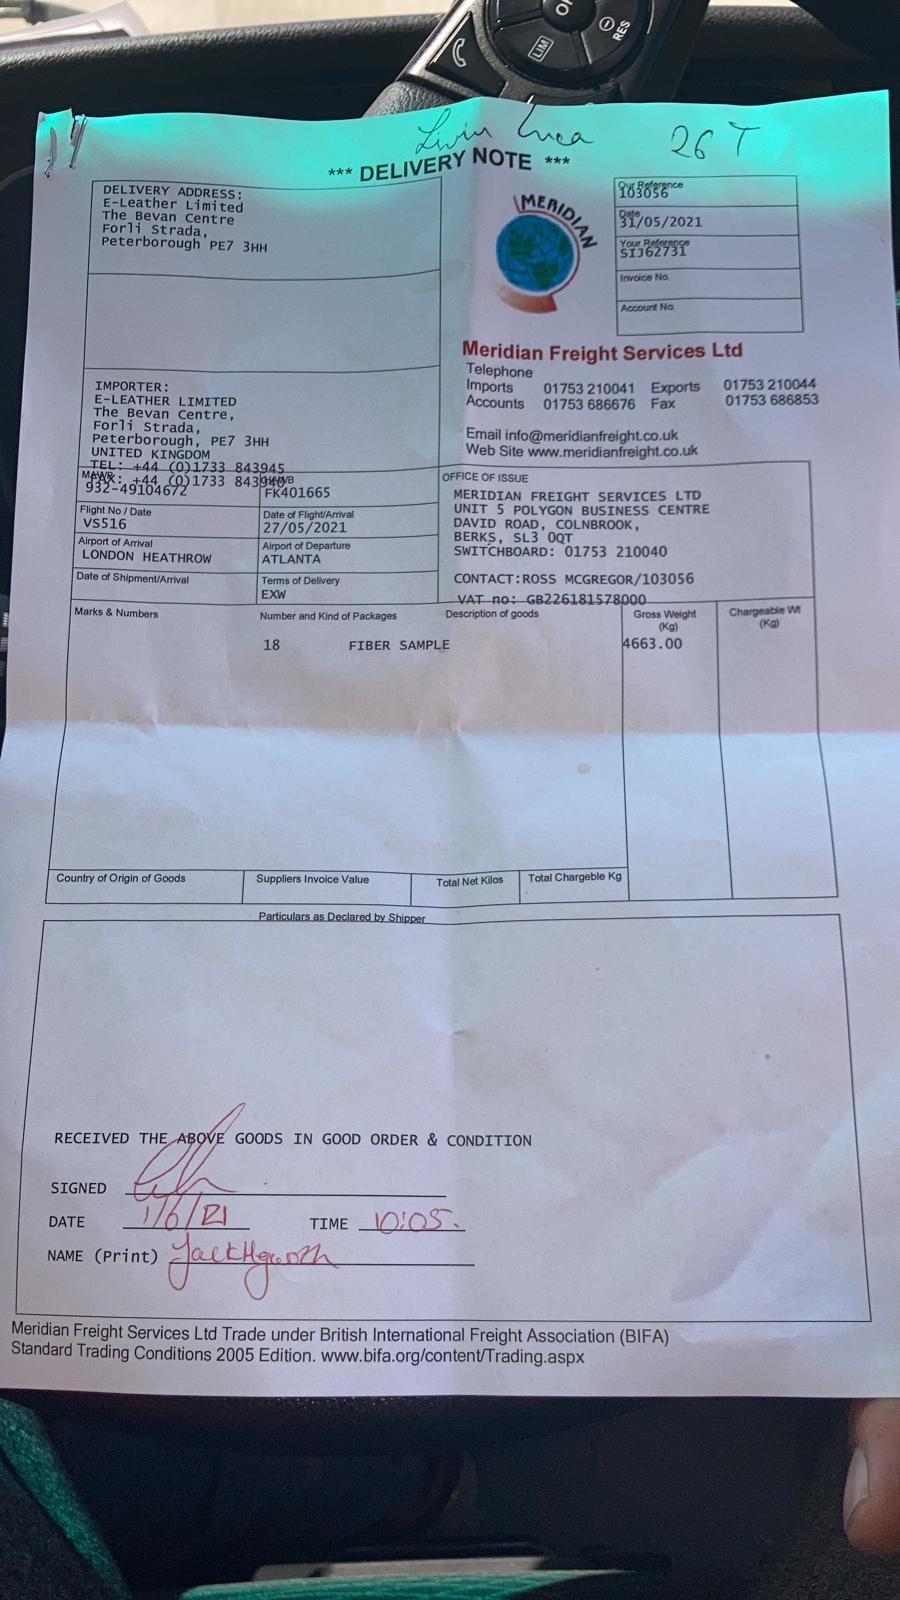 OK
RES
LIM
Livin Luca 26 T
*** DELIVERY NOTE ***
DELIVERY ADDRESS:
E-Leather Limited
The Bevan Centre
Forli Strada,
Peterborough PE7 3HH
MERIDIAN
Our Reference
103056
Date
31/05/2021
Your Reference
SIJ62731
Invoice No.
Account No.
Meridian Freight Services Ltd
Telephone
Imports 01753 210041 Exports 01753 210044
Accounts 01753 686676 Fax 01753 686853
Email info@meridianfreight.co.uk
Web Site www.meridianfreight.co.uk
IMPORTER:
E-LEATHER LIMITED
The Bevan Centre,
Forli Strada,
Peterborough, PE7 3HH
UNITED KINGDOM
TEL: +44 (0)1733 843945
FAX: +44 (0)1733 843940
MAWB
932-49104672
HAWB
FK401665
Flight No / Date
VS516
Date of Flight/Arrival
27/05/2021
Airport of Arrival
LONDON HEATHROW
Airport of Departure
ATLANTA
Date of Shipment/Arrival
Terms of Delivery
EXW
OFFICE OF ISSUE
MERIDIAN FREIGHT SERVICES LTD
UNIT 5 POLYGON BUSINESS CENTRE
DAVID ROAD, COLNBROOK,
BERKS, SL3 0QT
SWITCHBOARD: 01753 210040
CONTACT:ROSS MCGREGOR/103056
VAT no: GB226181578000
Marks & Numbers
Number and Kind of Packages
Description of goods
Gross Weight
(Kg)
Chargeable Wt
(Kg)
18 FIBER SAMPLE 4663.00
Country of Origin of Goods
Suppliers Invoice Value
Total Net Kilos
Total Chargeble Kg
Particulars as Declared by Shipper
RECEIVED THE ABOVE GOODS IN GOOD ORDER & CONDITION
SIGNED
DATE 1/6/21 TIME 10:05.
NAME (Print)
Meridian Freight Services Ltd Trade under British International Freight Association (BIFA)
Standard Trading Conditions 2005 Edition. www.bifa.org/content/Trading.aspx